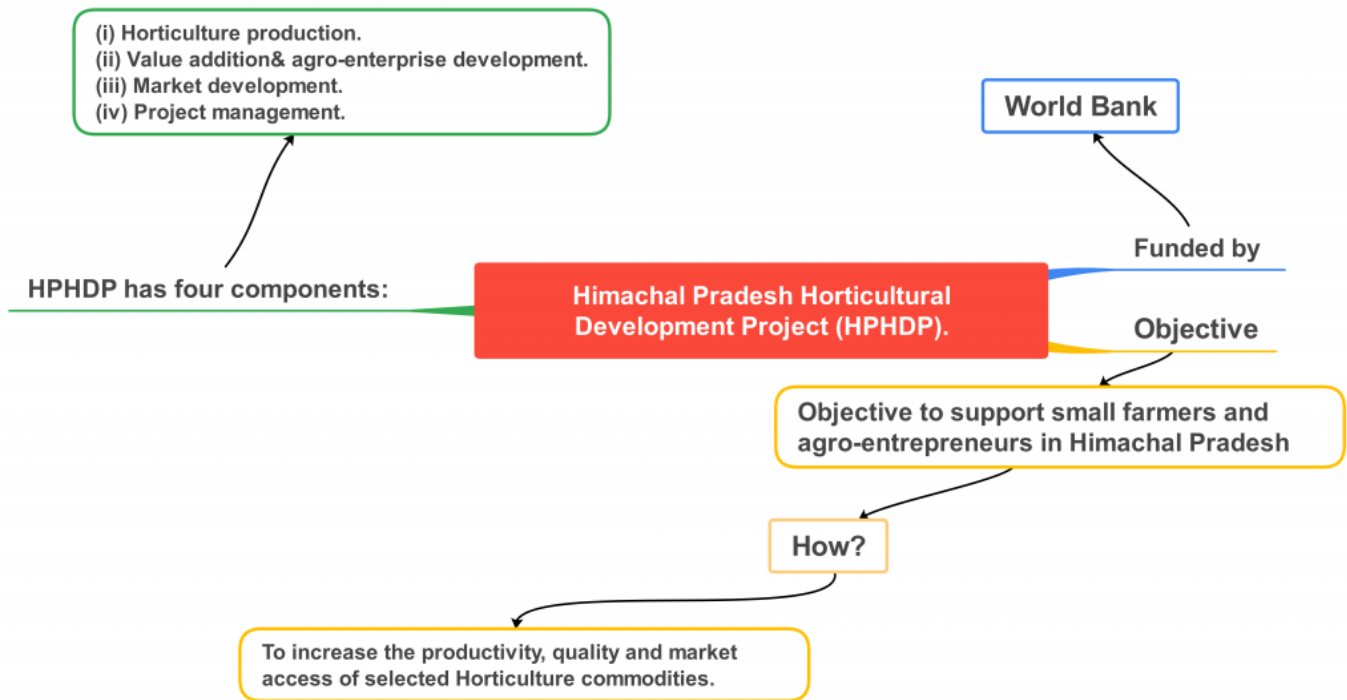 (i) Horticulture production.
(ii) Value addition& agro-enterprise development.
(iii) Market development.
(iv) Project management.
World Bank
Funded by
HPHDP has four components:
Himachal Pradesh Horticultural
Development Project (HPHDP).
Objective
Objective to support small farmers and
agro-entrepreneurs in Himachal Pradesh
How?
To increase the productivity, quality and market
access of selected Horticulture commodities.